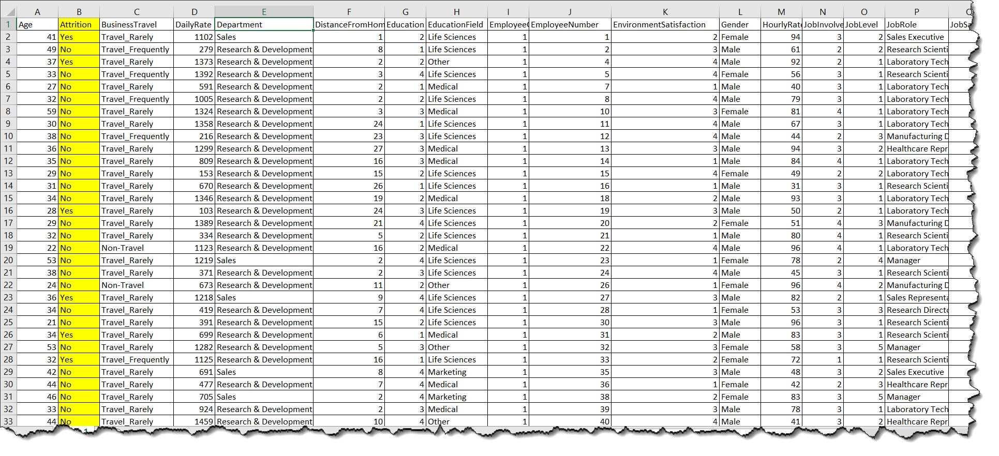 A B C D E F G H I J K L M N O P Q
1 Age Attrition BusinessTravel DailyRate Department DistanceFromHom Education EducationField Employee EmployeeNumber EnvironmentSatisfaction Gender HourlyRate JobInvolve JobLevel JobRole JobSa
2 41 Yes Travel_Rarely 1102 Sales 1 2 Life Sciences 1 1 2 Female 94 3 2 Sales Executive
3 49 No Travel_Frequently 279 Research & Development 8 1 Life Sciences 1 2 3 Male 61 2 2 Research Scienti
4 37 Yes Travel_Rarely 1373 Research & Development 2 2 Other 1 4 4 Male 92 2 1 Laboratory Tech
5 33 No Travel_Frequently 1392 Research & Development 3 4 Life Sciences 1 5 4 Female 56 3 1 Research Scienti
6 27 No Travel_Rarely 591 Research & Development 2 1 Medical 1 7 1 Male 40 3 1 Laboratory Tech
7 32 No Travel_Frequently 1005 Research & Development 2 2 Life Sciences 1 8 4 Male 79 3 1 Laboratory Tech
8 59 No Travel_Rarely 1324 Research & Development 3 3 Medical 1 10 3 Female 81 4 1 Laboratory Tech
9 30 No Travel_Rarely 1358 Research & Development 24 1 Life Sciences 1 11 4 Male 67 3 1 Laboratory Tech
10 38 No Travel_Frequently 216 Research & Development 23 3 Life Sciences 1 12 4 Male 44 2 3 Manufacturing D
11 36 No Travel_Rarely 1299 Research & Development 27 3 Medical 1 13 3 Male 94 3 2 Healthcare Repr
12 35 No Travel_Rarely 809 Research & Development 16 3 Medical 1 14 1 Male 84 4 1 Laboratory Tech
13 29 No Travel_Rarely 153 Research & Development 15 2 Life Sciences 1 15 4 Female 49 2 2 Laboratory Tech
14 31 No Travel_Rarely 670 Research & Development 26 1 Life Sciences 1 16 1 Male 31 3 1 Research Scienti
15 34 No Travel_Rarely 1346 Research & Development 19 2 Medical 1 18 2 Male 93 3 1 Laboratory Tech
16 28 Yes Travel_Rarely 103 Research & Development 24 3 Life Sciences 1 19 3 Male 50 2 1 Laboratory Tech
17 29 No Travel_Rarely 1389 Research & Development 21 4 Life Sciences 1 20 2 Female 51 4 3 Manufacturing D
18 32 No Travel_Rarely 334 Research & Development 5 2 Life Sciences 1 21 1 Male 80 4 1 Research Scienti
19 22 No Non-Travel 1123 Research & Development 16 2 Medical 1 22 4 Male 96 4 1 Laboratory Tech
20 53 No Travel_Rarely 1219 Sales 2 4 Life Sciences 1 23 1 Female 78 2 4 Manager
21 38 No Travel_Rarely 371 Research & Development 2 3 Life Sciences 1 24 4 Male 45 3 1 Research Scienti
22 24 No Non-Travel 673 Research & Development 11 2 Other 1 26 1 Female 96 4 2 Manufacturing D
23 36 Yes Travel_Rarely 1218 Sales 9 4 Life Sciences 1 27 3 Male 82 2 1 Sales Representa
24 34 No Travel_Rarely 419 Research & Development 7 4 Life Sciences 1 28 1 Female 53 3 3 Research Directo
25 21 No Travel_Rarely 391 Research & Development 15 2 Life Sciences 1 30 3 Male 96 3 1 Research Scienti
26 34 Yes Travel_Rarely 699 Research & Development 6 1 Medical 1 31 2 Male 83 3 1 Research Scienti
27 53 No Travel_Rarely 1282 Research & Development 5 3 Other 1 32 3 Female 58 3 5 Manager
28 32 Yes Travel_Frequently 1125 Research & Development 16 1 Life Sciences 1 33 2 Female 72 1 1 Research Scienti
29 42 No Travel_Rarely 691 Sales 8 4 Marketing 1 35 3 Male 48 3 2 Sales Executive
30 44 No Travel_Rarely 477 Research & Development 7 4 Medical 1 36 1 Female 42 2 3 Healthcare Repr
31 46 No Travel_Rarely 705 Sales 2 4 Marketing 1 38 2 Female 83 3 5 Manager
32 33 No Travel_Rarely 924 Research & Development 2 3 Medical 1 39 3 Male 78 3 1 Laboratory Tech
33 44 No Travel_Rarely 1459 Research & Development 10 4 Other 1 40 4 Male 41 3 2 Healthcare Repr